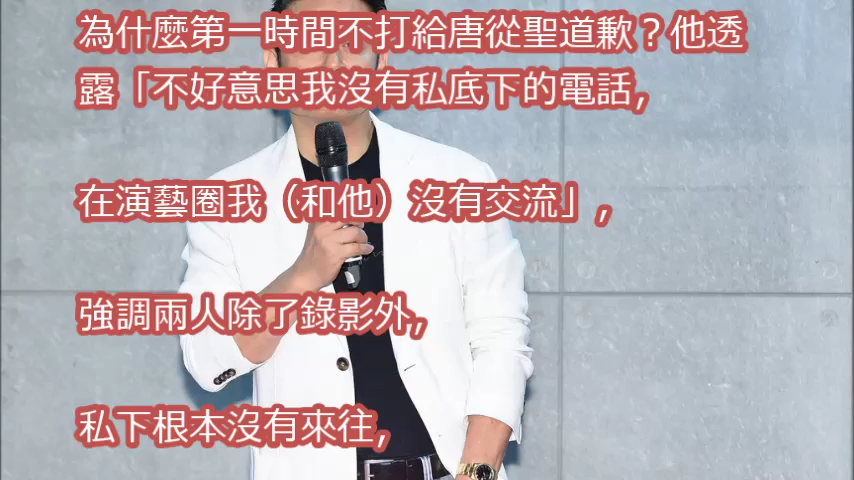 為什麼第一時間不打給唐從聖道歉？他透
露「不好意思我沒有私底下的電話，
在演藝圈我（和他）沒有交流」，
強調兩人除了錄影外，
私下根本沒有來往，